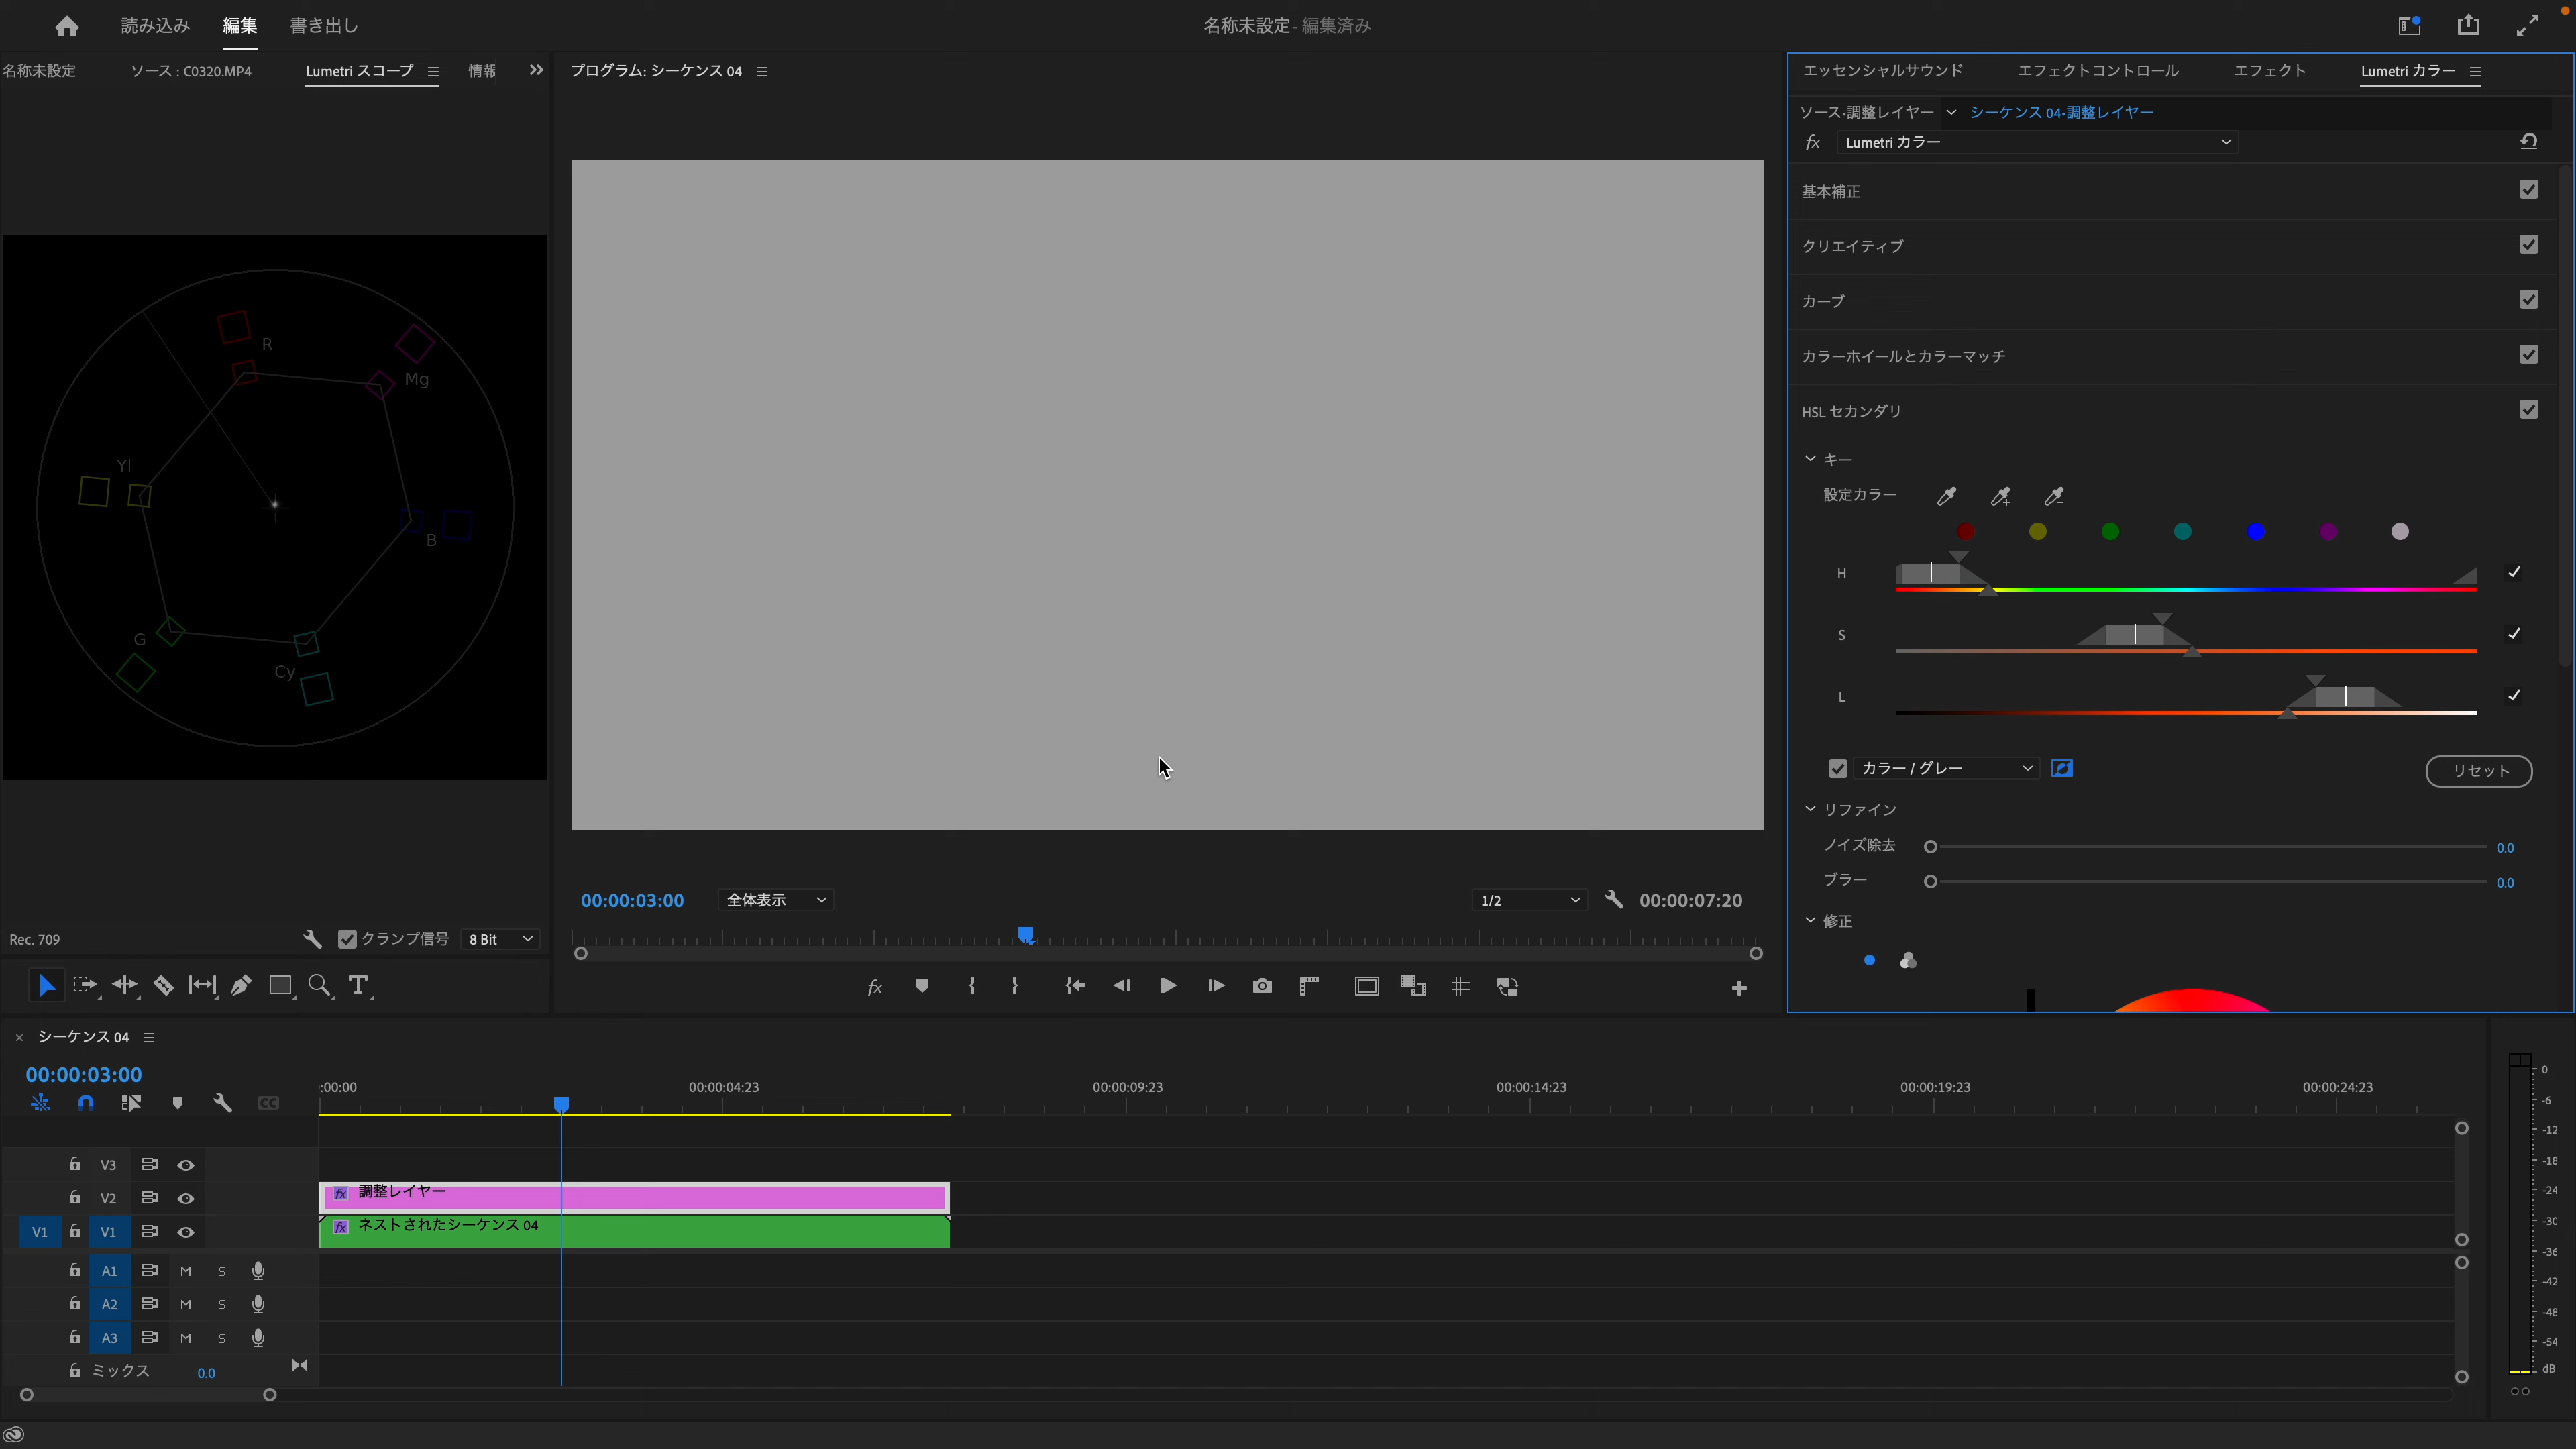 読み込み 編集 書き出し
名称未設定 - 編集済み
名称未設定 ソース : C0320.MP4 Lumetri スコープ 情報
プログラム: シーケンス 04
エッセンシャルサウンド エフェクトコントロール エフェクト Lumetri カラー
ソース•調整レイヤー シーケンス 04•調整レイヤー
fx Lumetri カラー
基本補正
クリエイティブ
カーブ
カラーホイールとカラーマッチ
HSL セカンダリ
キー
設定カラー
H
S
L
カラー / グレー リセット
リファイン
ノイズ除去 0.0
ブラー 0.0
修正
R
Mg
Yl
B
G
Cy
Rec. 709 クランプ信号 8 Bit
00:00:03:00 全体表示 1/2 00:00:07:20
fx
T
× シーケンス 04
00:00:03:00
CC
:00:00 00:00:04:23 00:00:09:23 00:00:14:23 00:00:19:23 00:00:24:23
V3
V2 fx 調整レイヤー
V1 V1 fx ネストされたシーケンス 04
A1 M S
A2 M S
A3 M S
ミックス 0.0
0
-6
-12
-18
-24
-30
-36
-42
-48
-54
dB